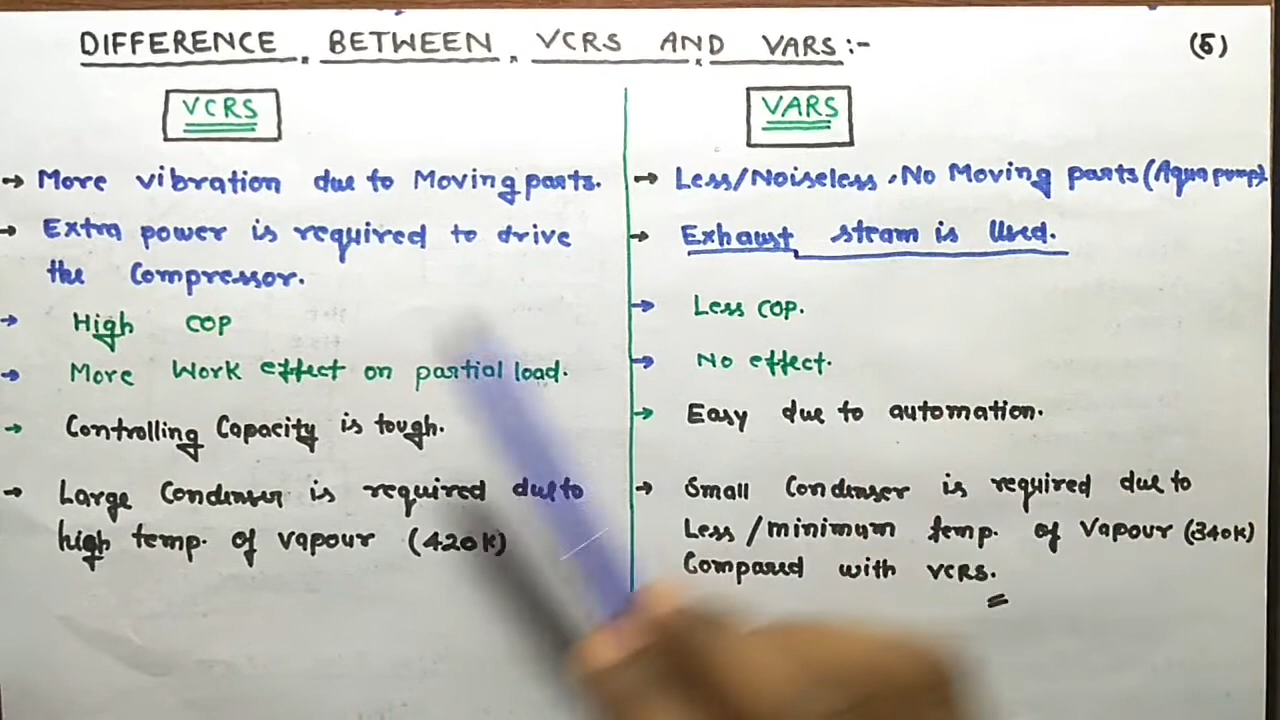 DIFFERENCE BETWEEN VCRS AND VARS:-
(5)
VCRS
→ More vibration due to Moving parts.
→ Extra power is required to drive
the Compressor.
→ High COP
→ More Work effect on partial load.
→ Controlling Capacity is tough.
→ Large Condenser is required due to
high temp. of vapour (420K)
VARS
→ Less/Noiseless, No Moving parts (Aqua pump)
→ Exhaust steam is Used.
→ Less COP.
→ No effect.
→ Easy due to automation.
→ Small Condenser is required due to
Less/minimum temp. of Vapour (340K)
Compared with VCRS.